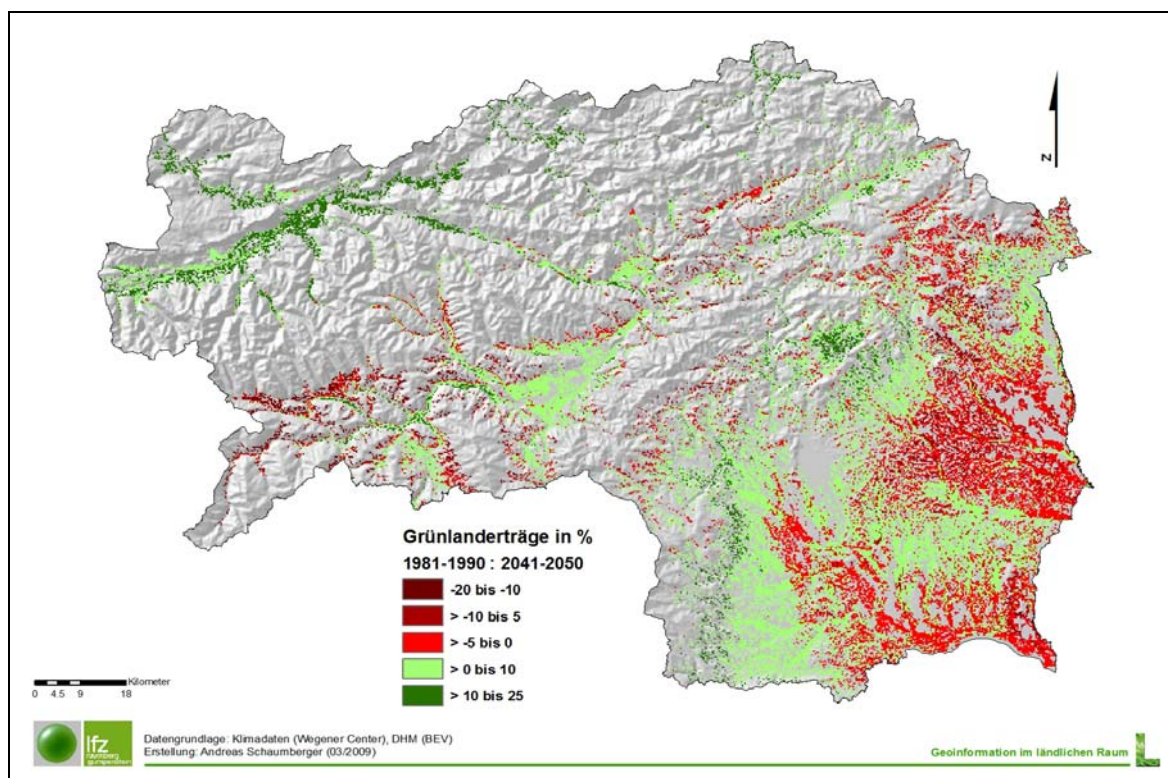 N
Grünlanderträge in %
1981-1990 : 2041-2050
-20 bis -10
> -10 bis 5
> -5 bis 0
> 0 bis 10
> 10 bis 25
Kilometer
0 4.5 9 18
lfz
raumberg
gumpenstein
Datengrundlage: Klimadaten (Wegener Center), DHM (BEV)
Erstellung: Andreas Schaumberger (03/2009)
Geoinformation im ländlichen Raum
L